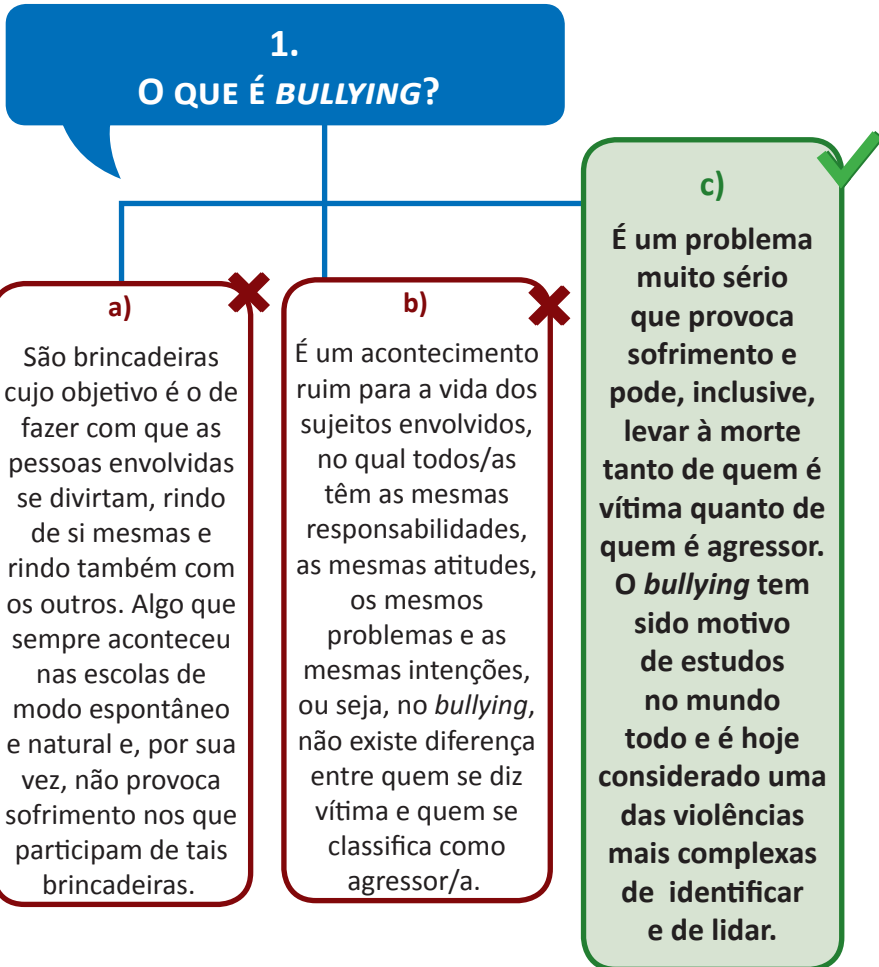 1.
O QUE É BULLYING?
a)
São brincadeiras
cujo objetivo é o de
fazer com que as
pessoas envolvidas
se divirtam, rindo
de si mesmas e
rindo também com
os outros. Algo que
sempre aconteceu
nas escolas de
modo espontâneo
e natural e, por sua
vez, não provoca
sofrimento nos que
participam de tais
brincadeiras.
b)
É um acontecimento
ruim para a vida dos
sujeitos envolvidos,
no qual todos/as
têm as mesmas
responsabilidades,
as mesmas atitudes,
os mesmos
problemas e as
mesmas intenções,
ou seja, no bullying,
não existe diferença
entre quem se diz
vítima e quem se
classifica como
agressor/a.
c)
É um problema
muito sério
que provoca
sofrimento e
pode, inclusive,
levar à morte
tanto de quem é
vítima quanto de
quem é agressor.
O bullying tem
sido motivo
de estudos
no mundo
todo e é hoje
considerado uma
das violências
mais complexas
de identificar
e de lidar.